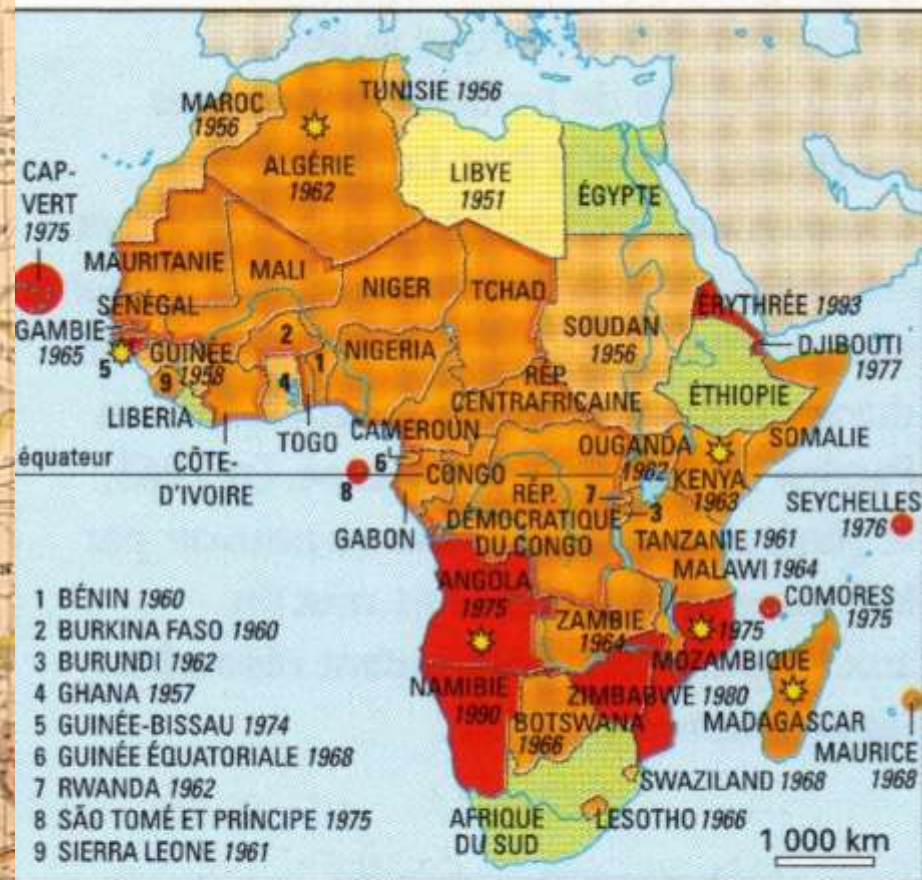 MAROC
1956
TUNISIE 1956
ALGÉRIE
1962
LIBYE
1951
ÉGYPTE
CAP-
VERT
1975
MAURITANIE
MALI
NIGER
TCHAD
SOUDAN
1956
ÉRYTHRÉE 1993
DJIBOUTI
1977
SÉNÉGAL
GAMBIE
1965
5
GUINÉE
1958
9
2
1
4
NIGERIA
RÉP.
CENTRAFRICAINE
ÉTHIOPIE
SOMALIE
LIBERIA
CÔTE-
D'IVOIRE
TOGO
CAMEROUN
6
équateur
8
CONGO
GABON
OUGANDA
1962
KENYA
1963
7
3
RÉP.
DÉMOCRATIQUE
DU CONGO
SEYCHELLES
1976
TANZANIE 1961
MALAWI 1964
COMORES
1975
ANGOLA
1975
ZAMBIE
1964
1975
MOZAMBIQUE
NAMIBIE
1990
ZIMBABWE 1980
BOTSWANA
1966
MADAGASCAR
MAURICE
1968
SWAZILAND 1968
LESOTHO 1966
AFRIQUE
DU SUD
1 000 km
1 BÉNIN 1960
2 BURKINA FASO 1960
3 BURUNDI 1962
4 GHANA 1957
5 GUINÉE-BISSAU 1974
6 GUINÉE ÉQUATORIALE 1968
7 RWANDA 1962
8 SÃO TOMÉ ET PRÍNCIPE 1975
9 SIERRA LEONE 1961